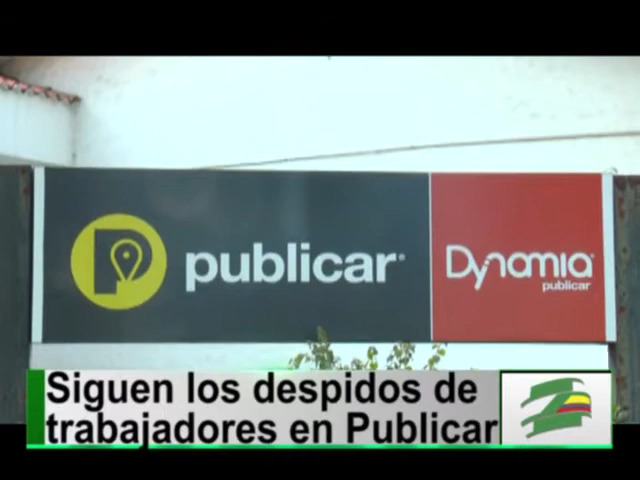 publicar
Dynamia
publicar
Siguen los despidos de
trabajadores en Publicar